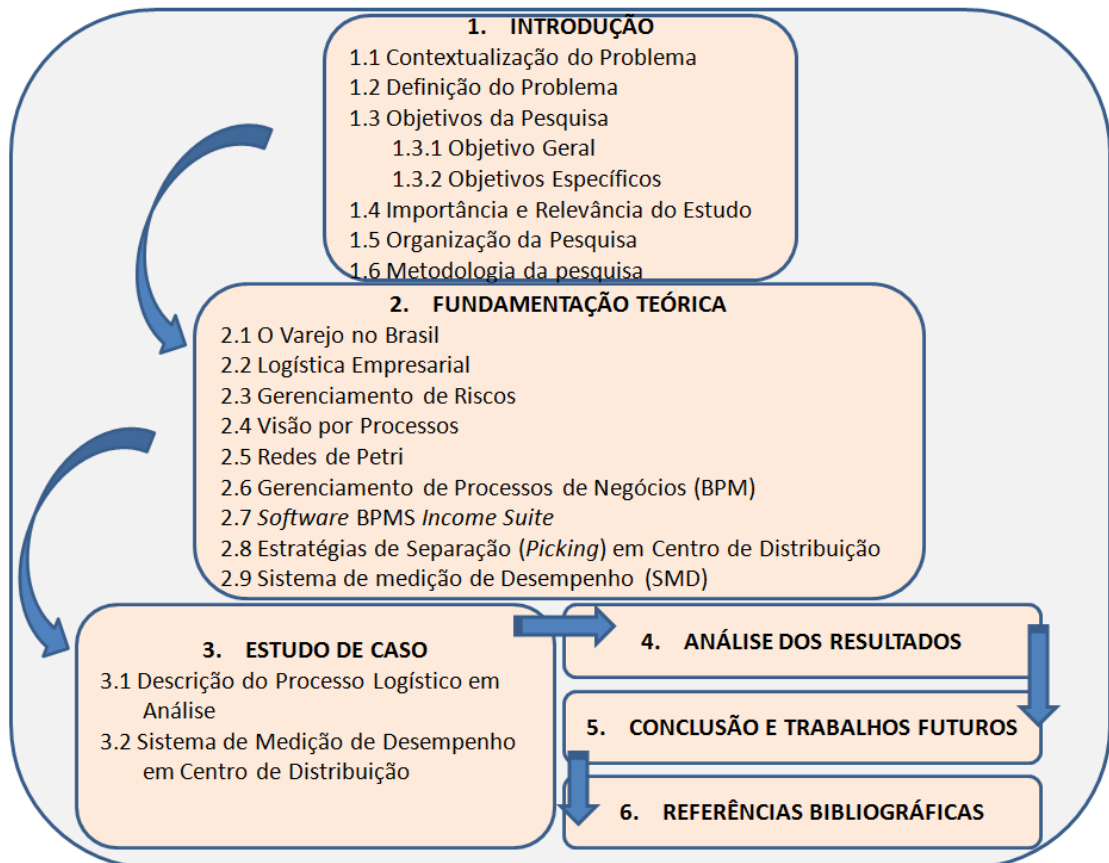 1. INTRODUÇÃO
1.1 Contextualização do Problema
1.2 Definição do Problema
1.3 Objetivos da Pesquisa
1.3.1 Objetivo Geral
1.3.2 Objetivos Específicos
1.4 Importância e Relevância do Estudo
1.5 Organização da Pesquisa
1.6 Metodologia da pesquisa
2. FUNDAMENTAÇÃO TEÓRICA
2.1 O Varejo no Brasil
2.2 Logística Empresarial
2.3 Gerenciamento de Riscos
2.4 Visão por Processos
2.5 Redes de Petri
2.6 Gerenciamento de Processos de Negócios (BPM)
2.7 Software BPMS Income Suite
2.8 Estratégias de Separação (Picking) em Centro de Distribuição
2.9 Sistema de medição de Desempenho (SMD)
3. ESTUDO DE CASO
3.1 Descrição do Processo Logístico em
Análise
3.2 Sistema de Medição de Desempenho
em Centro de Distribuição
4. ANÁLISE DOS RESULTADOS
5. CONCLUSÃO E TRABALHOS FUTUROS
6. REFERÊNCIAS BIBLIOGRÁFICAS